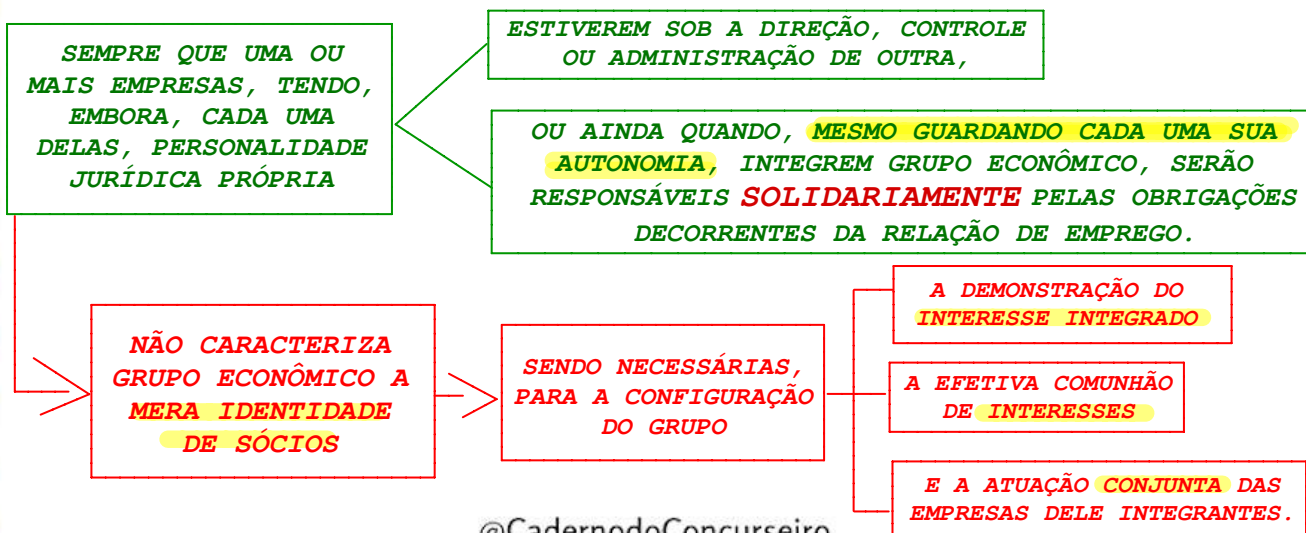 SEMPRE QUE UMA OU
MAIS EMPRESAS, TENDO,
EMBORA, CADA UMA
DELAS, PERSONALIDADE
JURÍDICA PRÓPRIA
ESTIVEREM SOB A DIREÇÃO, CONTROLE
OU ADMINISTRAÇÃO DE OUTRA,
OU AINDA QUANDO, MESMO GUARDANDO CADA UMA SUA
AUTONOMIA, INTEGREM GRUPO ECONÔMICO, SERÃO
RESPONSÁVEIS SOLIDARIAMENTE PELAS OBRIGAÇÕES
DECORRENTES DA RELAÇÃO DE EMPREGO.
NÃO CARACTERIZA
GRUPO ECONÔMICO A
MERA IDENTIDADE
DE SÓCIOS
SENDO NECESSÁRIAS,
PARA A CONFIGURAÇÃO
DO GRUPO
A DEMONSTRAÇÃO DO
INTERESSE INTEGRADO
A EFETIVA COMUNHÃO
DE INTERESSES
E A ATUAÇÃO CONJUNTA DAS
EMPRESAS DELE INTEGRANTES.
@CadernodoConcurseiro